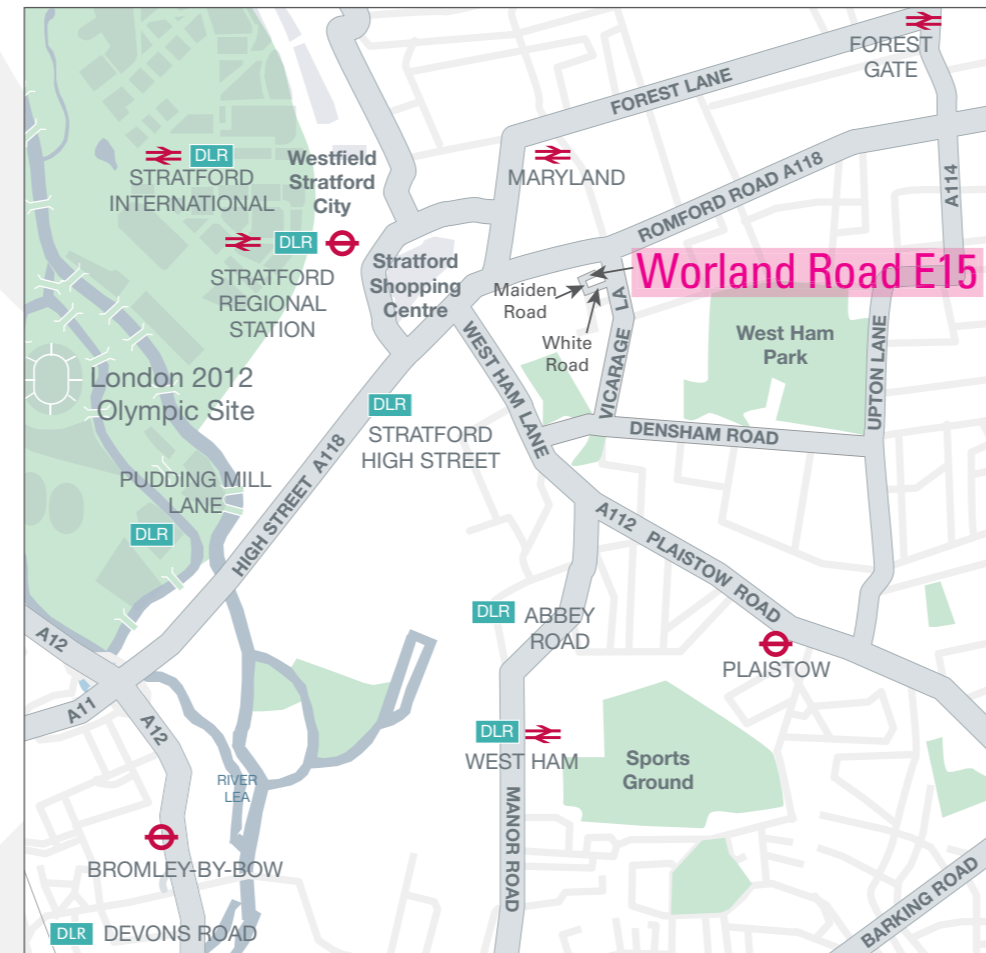 FOREST
GATE
FOREST LANE
DLR
STRATFORD
INTERNATIONAL
Westfield
Stratford
City
MARYLAND
ROMFORD ROAD A118
A114
DLR
STRATFORD
REGIONAL
STATION
Stratford
Shopping
Centre
Worland Road E15
Maiden
Road
White
Road
VICARAGE LA
West Ham
Park
UPTON LANE
London 2012
Olympic Site
WEST HAM LANE
DLR
STRATFORD
HIGH STREET
DENSHAM ROAD
PUDDING MILL
LANE
DLR
HIGH STREET A118
A112 PLAISTOW ROAD
DLR ABBEY
ROAD
PLAISTOW
A12
A11
A12
DLR
WEST HAM
Sports
Ground
RIVER
LEA
MANOR ROAD
BROMLEY-BY-BOW
BARKING ROAD
DLR DEVONS ROAD